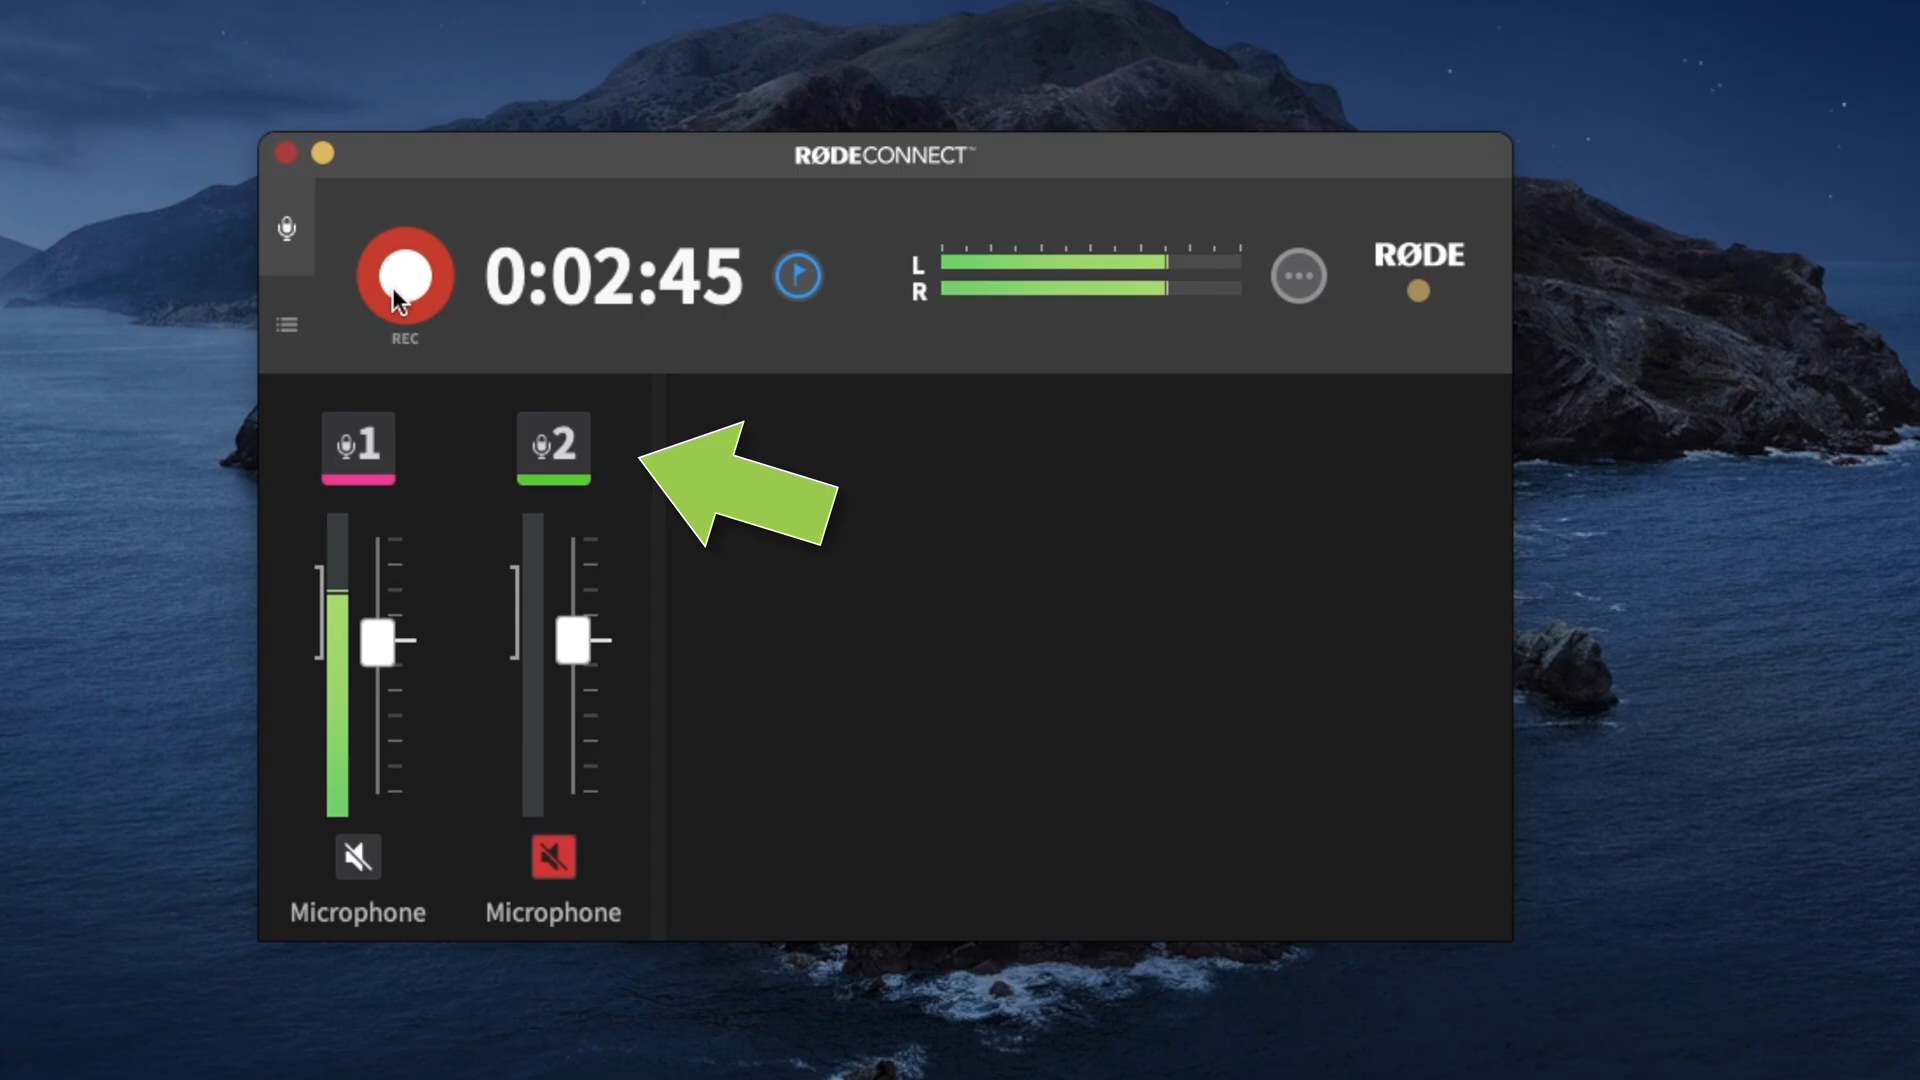 RØDECONNECT™
0:02:45
L
R
RØDE
REC
1
2
Microphone
Microphone